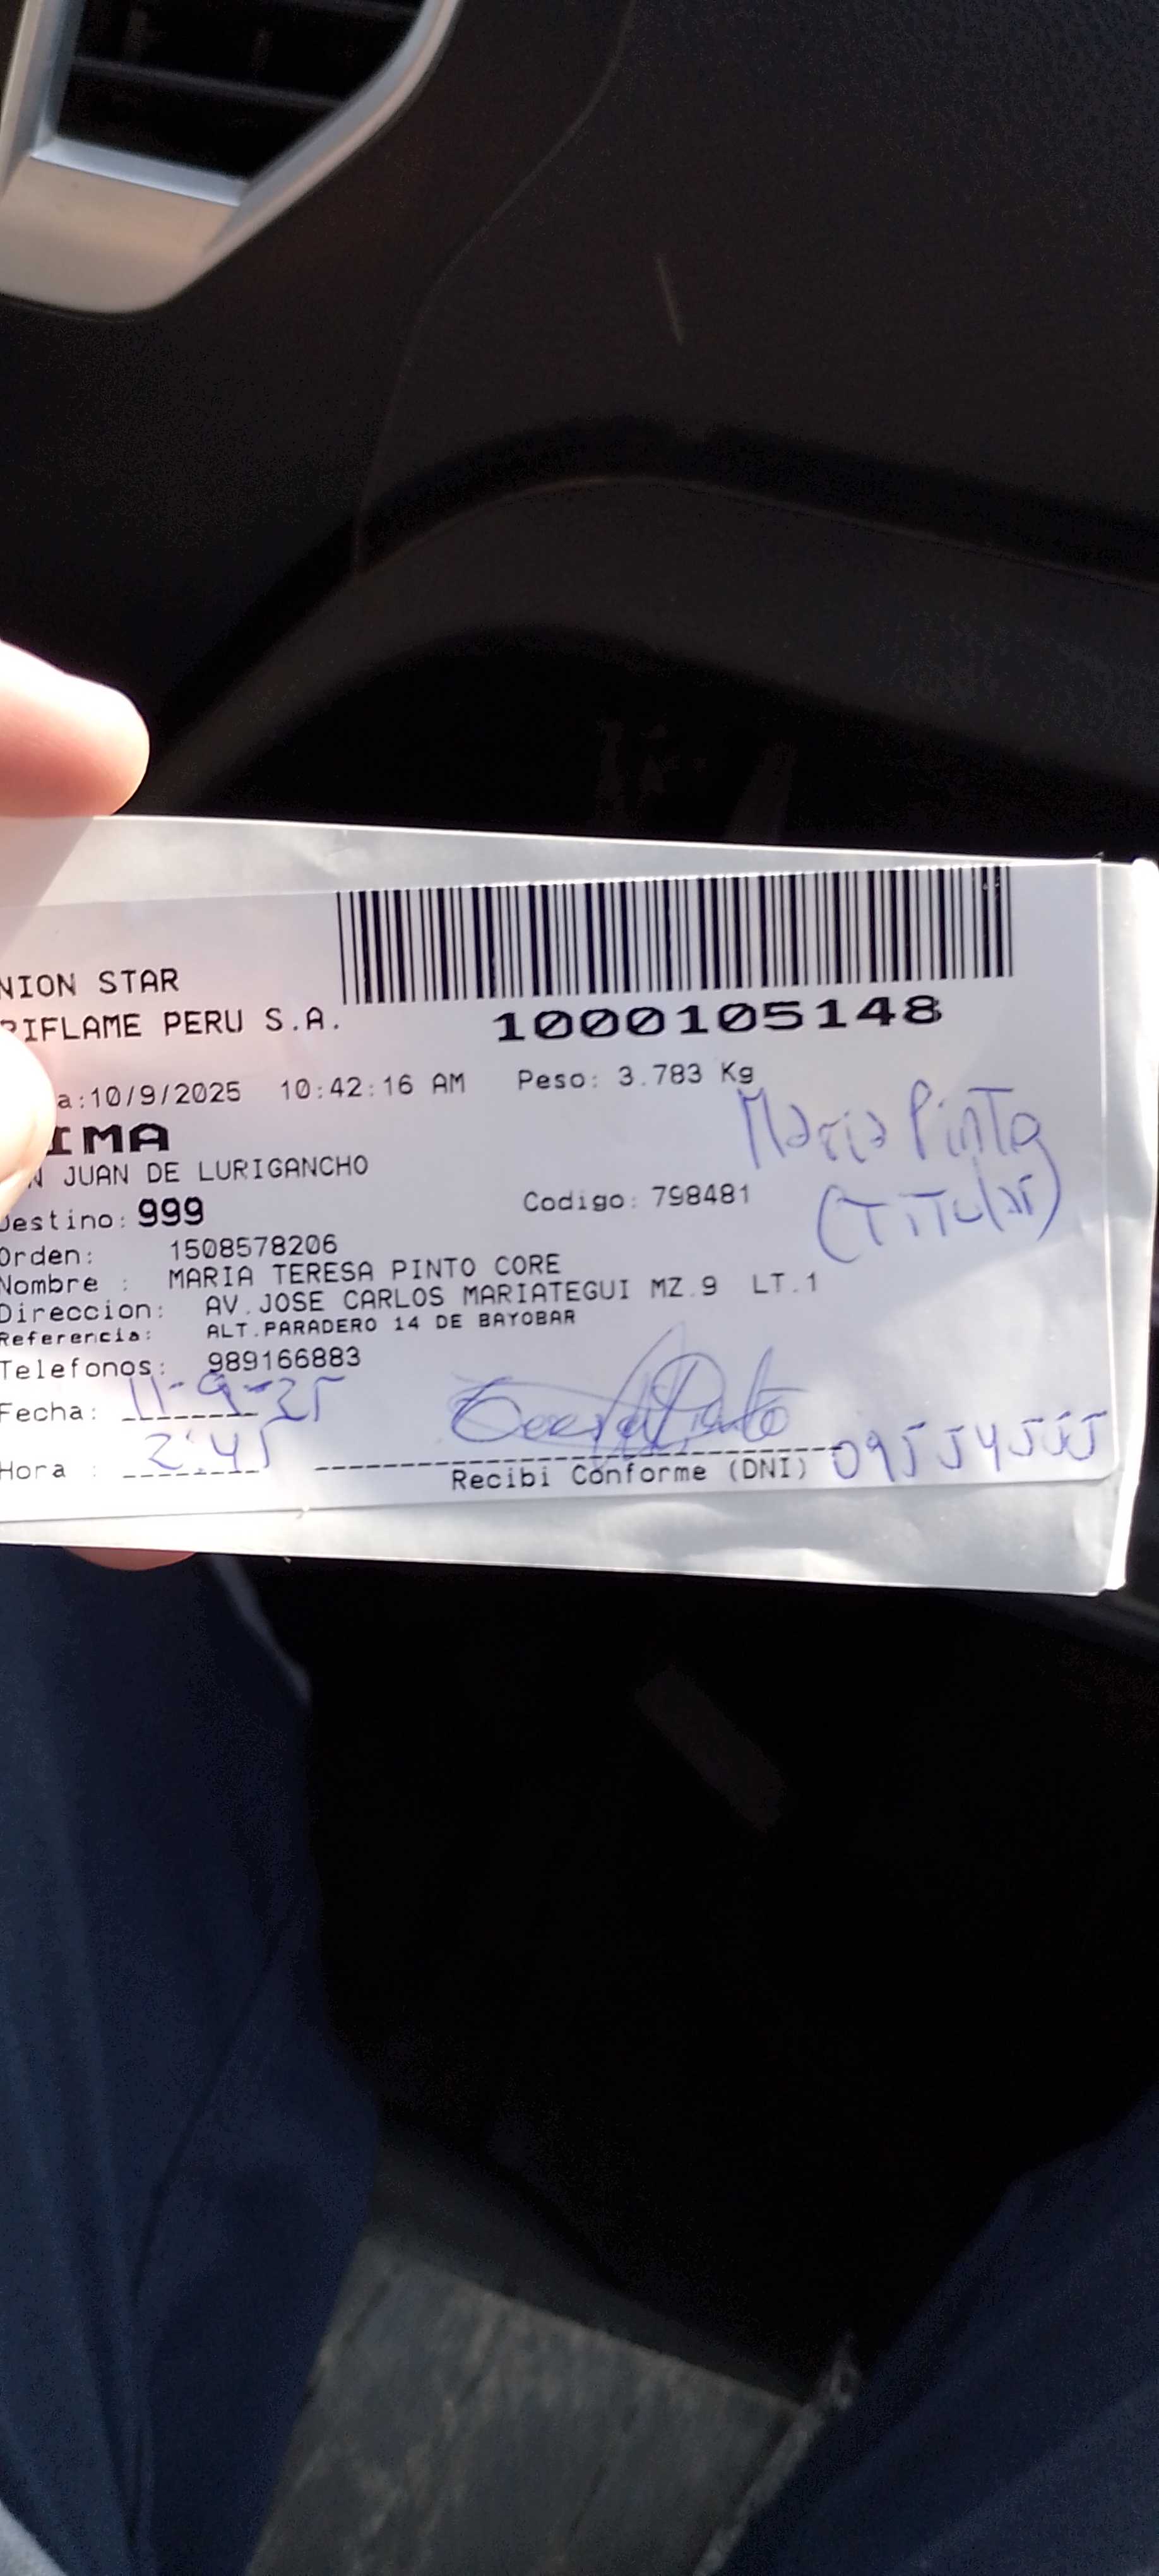 NION STAR
RIFLAME PERU S.A.
1000105148
a:10/9/2025 10:42:16 AM Peso: 3.783 Kg
IMA
N JUAN DE LURIGANCHO
Maria Pinto
(Titular)
Destino: 999 Codigo: 798481
Orden: 1508578206
Nombre : MARIA TERESA PINTO CORE
Direccion: AV.JOSE CARLOS MARIATEGUI MZ.9 LT.1
Referencia: ALT.PARADERO 14 DE BAYOBAR
Telefonos: 989166883
Fecha: 11-9-25
Hora : 2:45
Recibi Conforme (DNI) 09554555